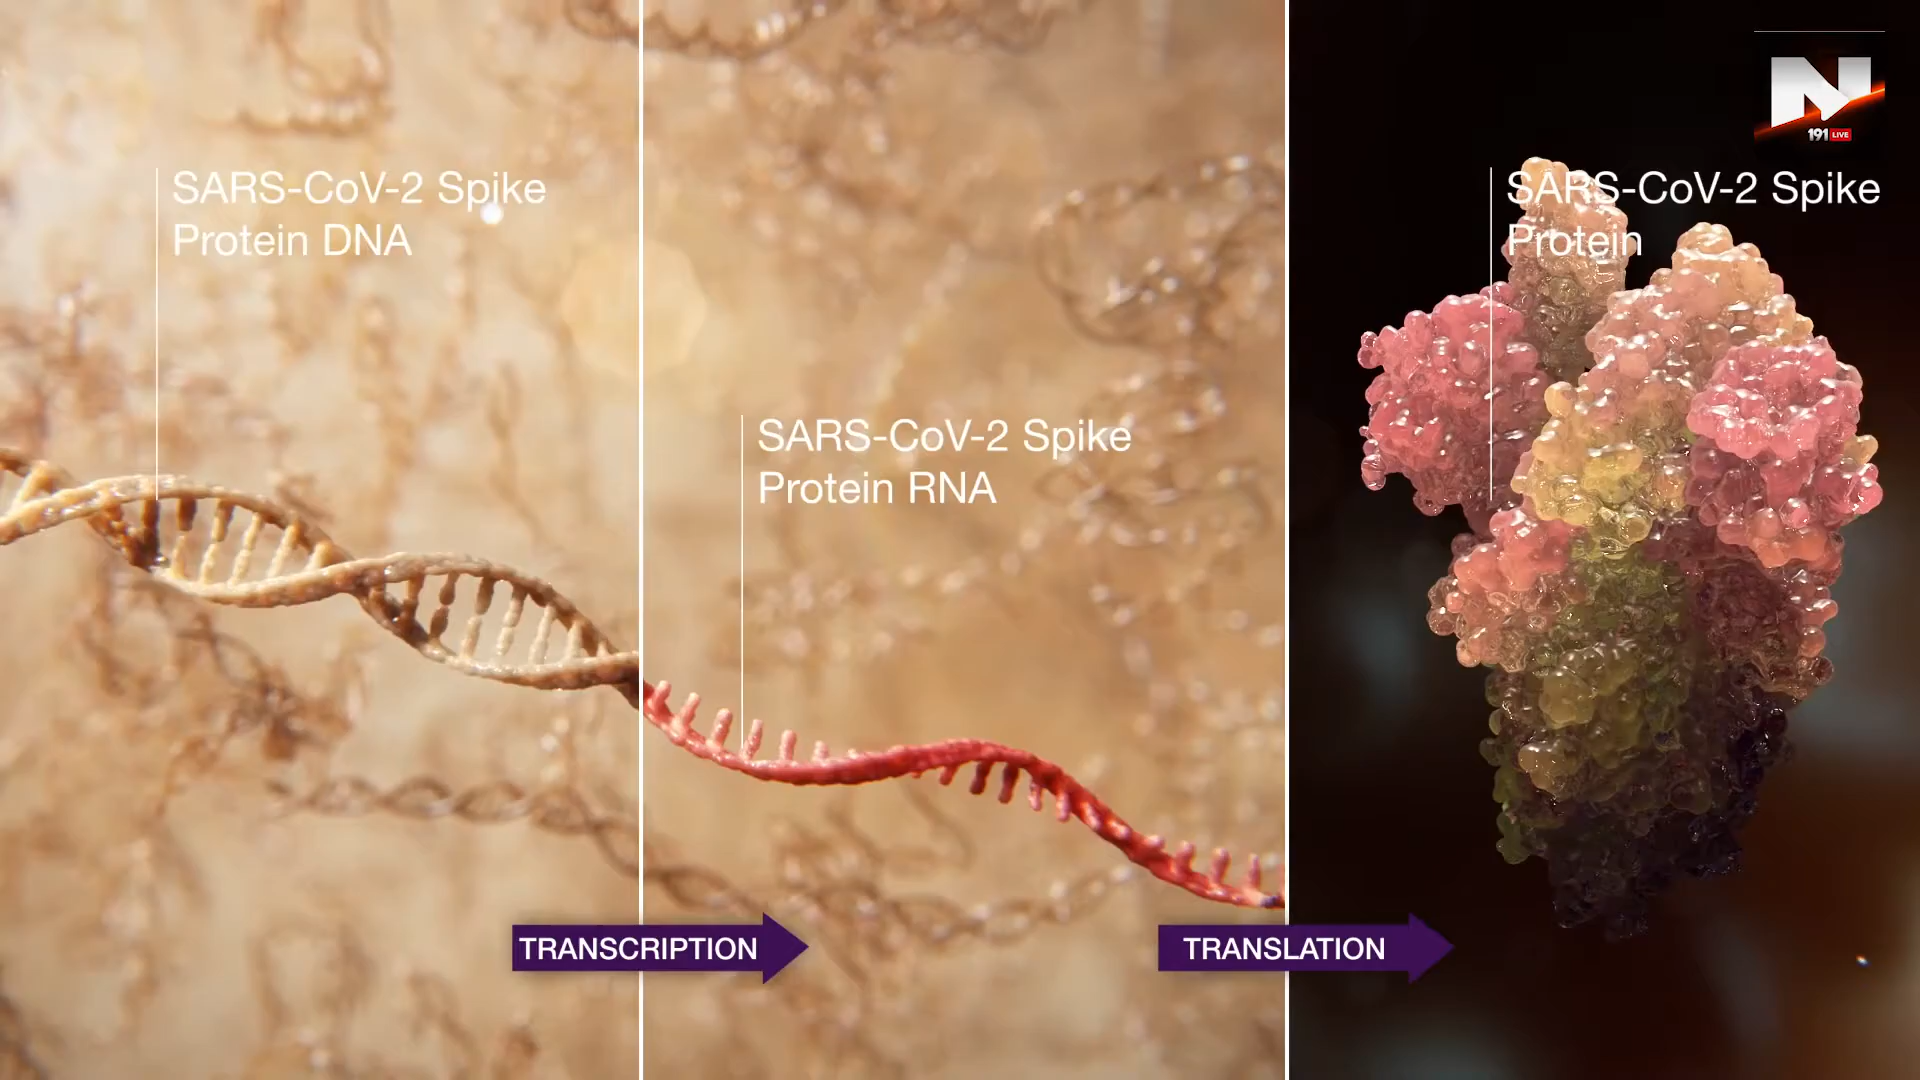 N
191 LIVE
SARS-CoV-2 Spike
Protein DNA
SARS-CoV-2 Spike
Protein RNA
SARS-CoV-2 Spike
Protein
TRANSCRIPTION
TRANSLATION